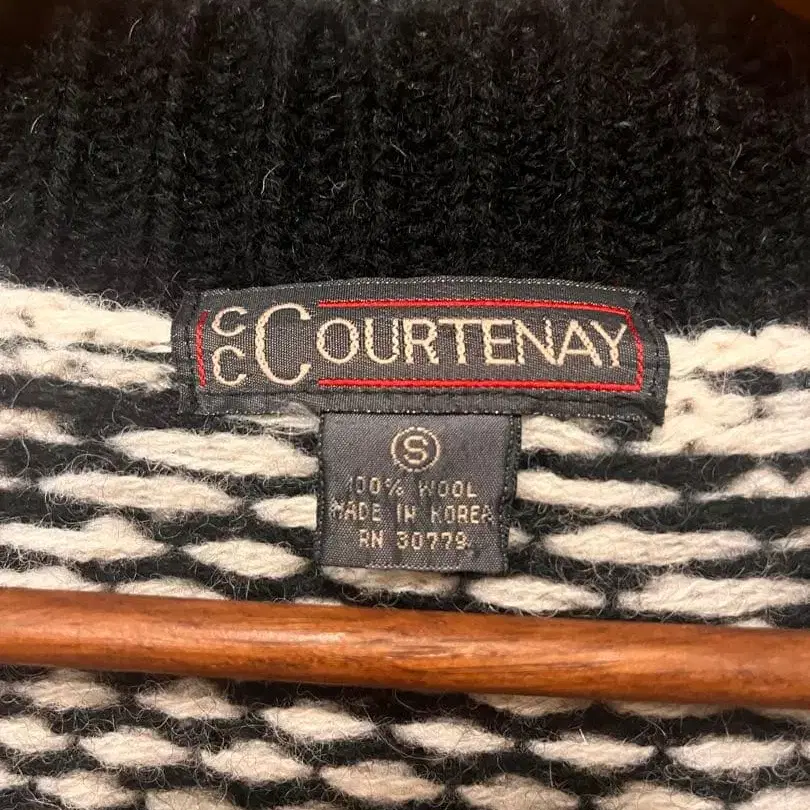 CC COURTENAY
S
100% WOOL
MADE IN KOREA
RN 30779